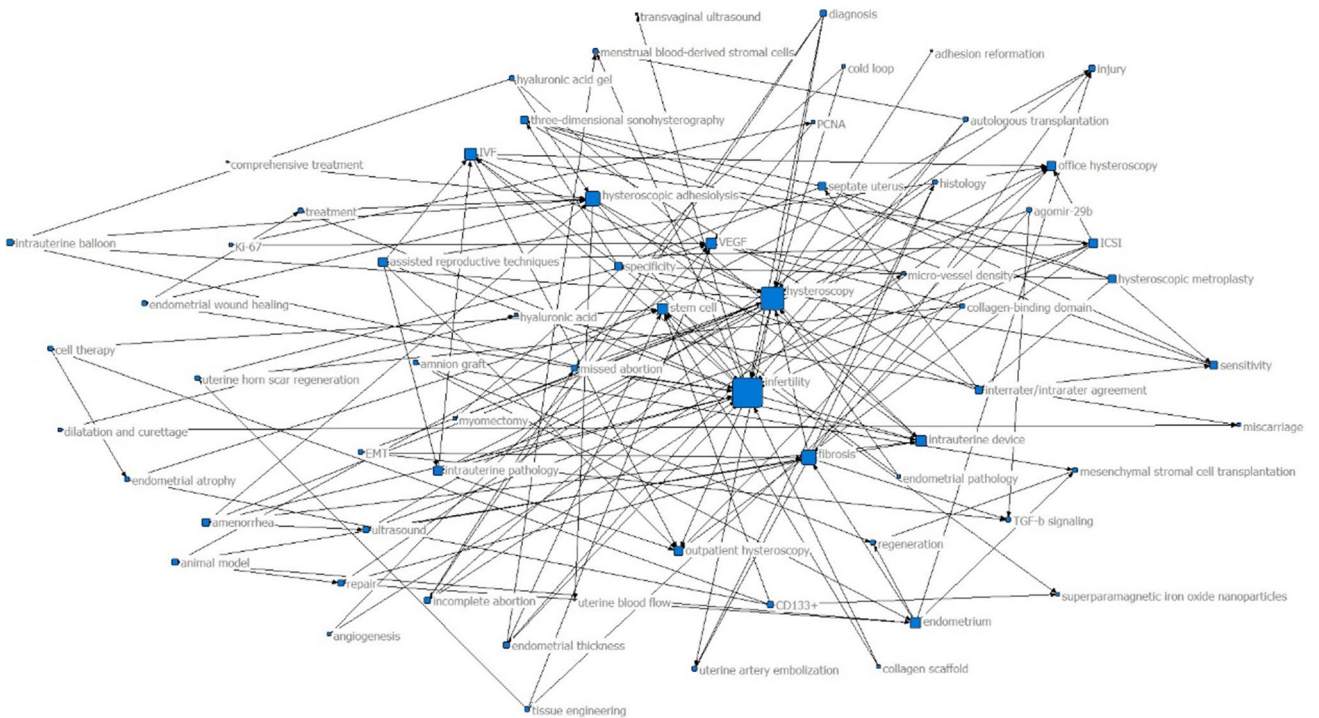 transvaginal ultrasound
diagnosis
menstrual blood-derived stromal cells
adhesion reformation
cold loop
injury
hyaluronic acid gel
three-dimensional sonohysterography
PCNA
autologous transplantation
IVF
comprehensive treatment
office hysteroscopy
septate uterus
histology
hysteroscopic adhesiolysis
treatment
agomir-29b
intrauterine balloon
Ki-67
VEGF
ICSI
assisted reproductive techniques
specificity
micro-vessel density
hysteroscopic metroplasty
hysteroscopy
endometrial wound healing
stem cell
collagen-binding domain
hyaluronic acid
cell therapy
amnion graft
missed abortion
sensitivity
uterine horn scar regeneration
infertility
interrater/intrarater agreement
myomectomy
miscarriage
dilatation and curettage
intrauterine device
EMT
fibrosis
intrauterine pathology
mesenchymal stromal cell transplantation
endometrial atrophy
endometrial pathology
amenorrhea
ultrasound
TGF-b signaling
regeneration
outpatient hysteroscopy
animal model
repair
superparamagnetic iron oxide nanoparticles
incomplete abortion
uterine blood flow
CD133+
endometrium
angiogenesis
endometrial thickness
uterine artery embolization
collagen scaffold
tissue engineering